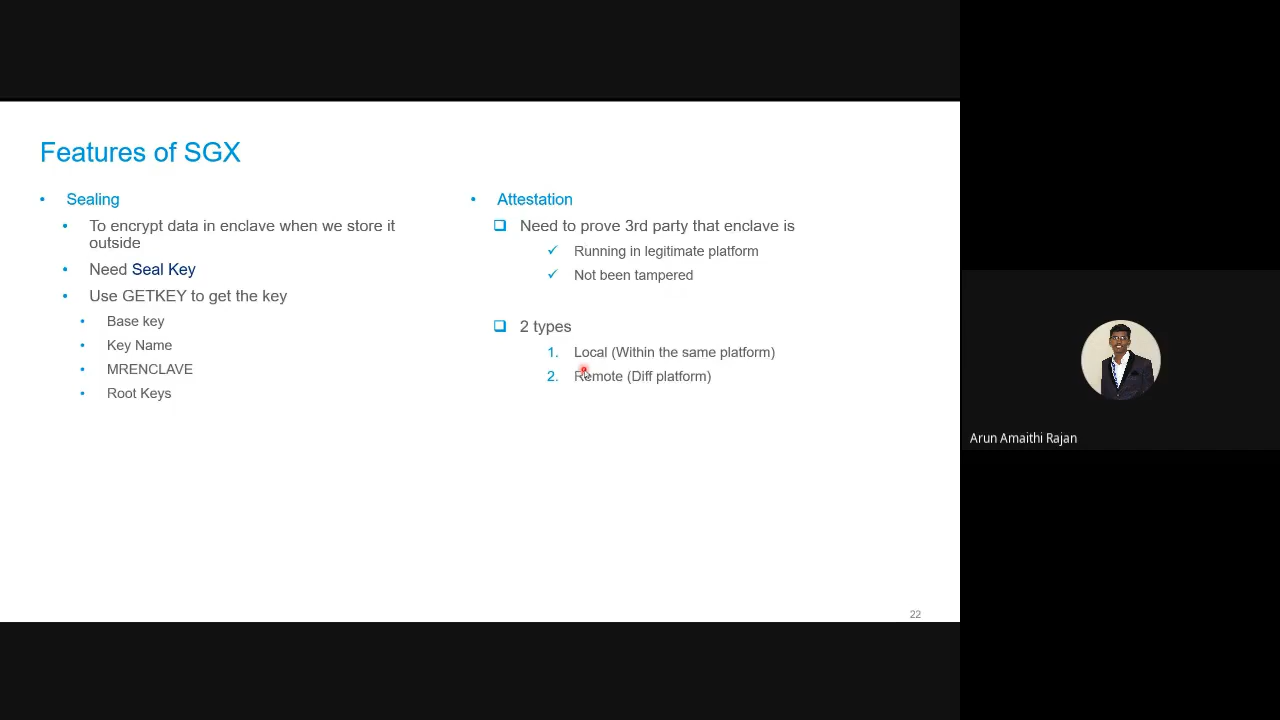 Features of SGX
• Sealing
• To encrypt data in enclave when we store it
outside
• Need Seal Key
• Use GETKEY to get the key
• Base key
• Key Name
• MRENCLAVE
• Root Keys
• Attestation
❑ Need to prove 3rd party that enclave is
✓ Running in legitimate platform
✓ Not been tampered
❑ 2 types
1. Local (Within the same platform)
2. Remote (Diff platform)
22
Arun Amaithi Rajan